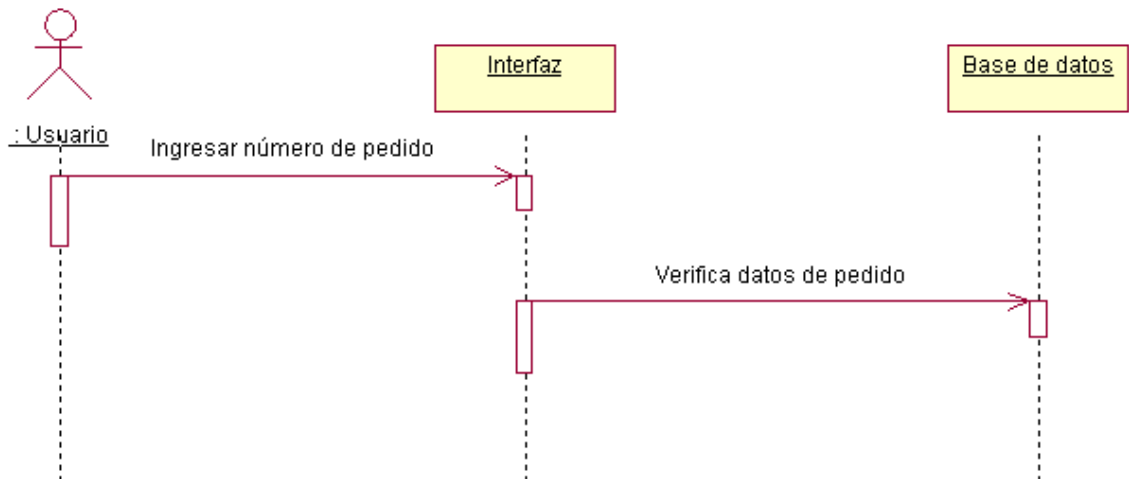 Interfaz
Base de datos
: Usuario
Ingresar número de pedido
Verifica datos de pedido